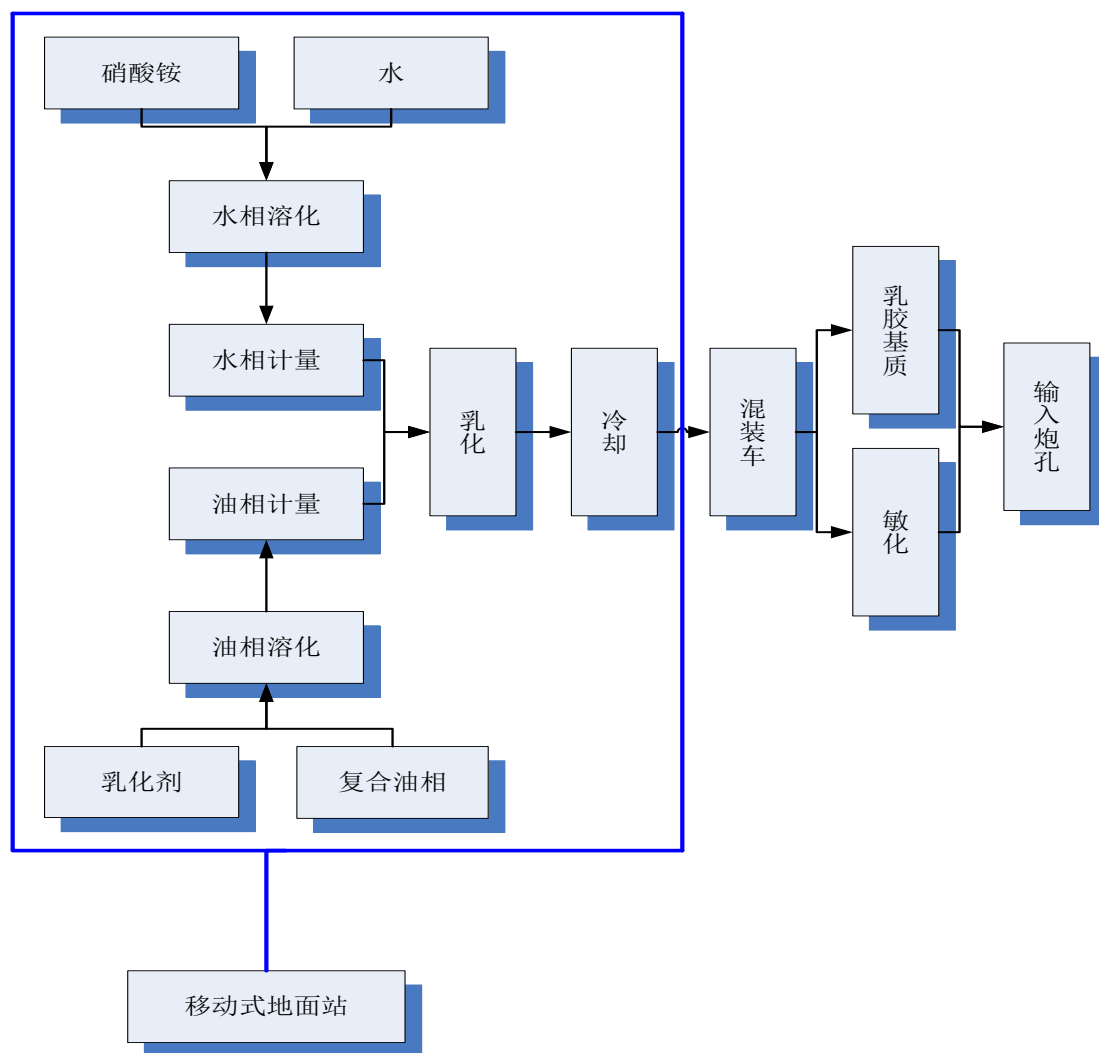 硝酸铵
水
水相溶化
水相计量
油相计量
油相溶化
乳化剂
复合油相
乳化
冷却
混装车
乳胶基质
敏化
输入炮孔
移动式地面站